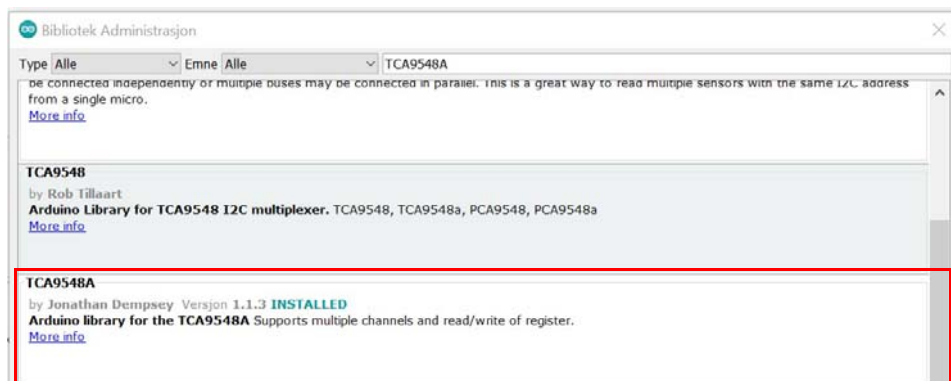 Bibliotek Administrasjon
Type Alle Emne Alle TCA9548A
be connected independently or multiple buses may be connected in parallel. This is a great way to read multiple sensors with the same I2C address
from a single micro.
More info
TCA9548
by Rob Tillaart
Arduino Library for TCA9548 I2C multiplexer. TCA9548, TCA9548a, PCA9548, PCA9548a
More info
TCA9548A
by Jonathan Dempsey Versjon 1.1.3 INSTALLED
Arduino library for the TCA9548A Supports multiple channels and read/write of register.
More info